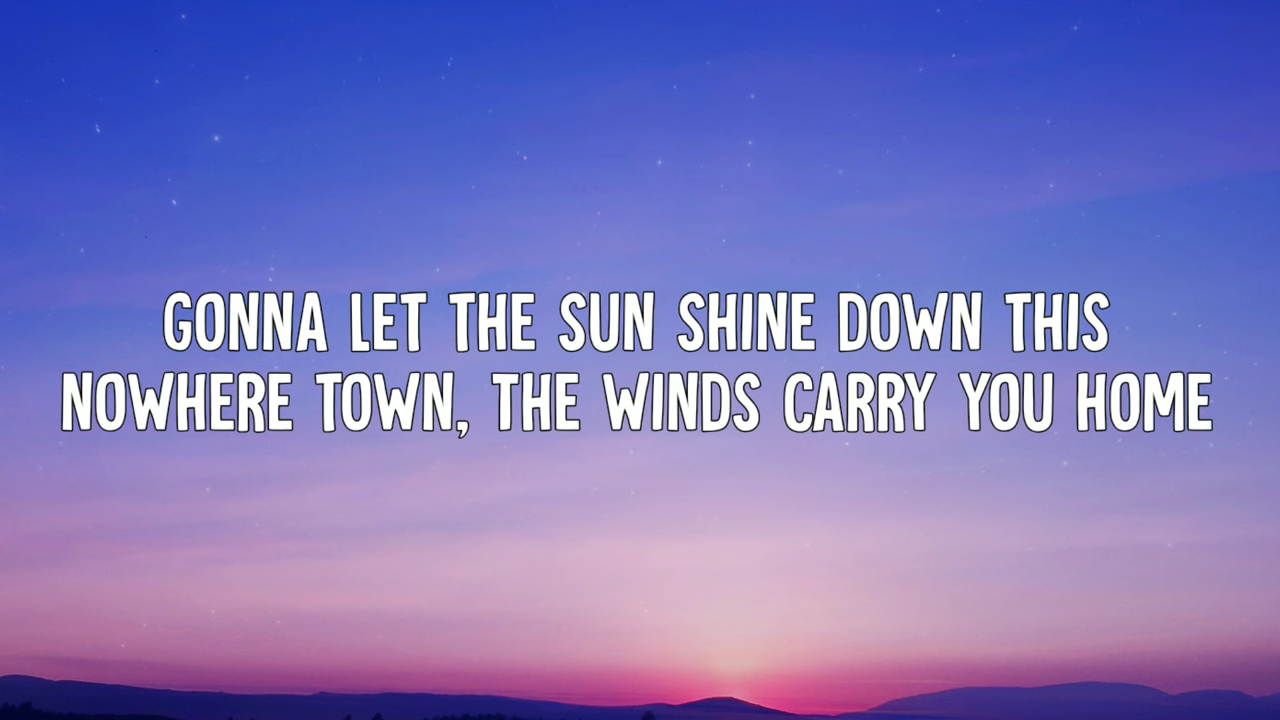 GONNA LET THE SUN SHINE DOWN THIS
NOWHERE TOWN, THE WINDS CARRY YOU HOME